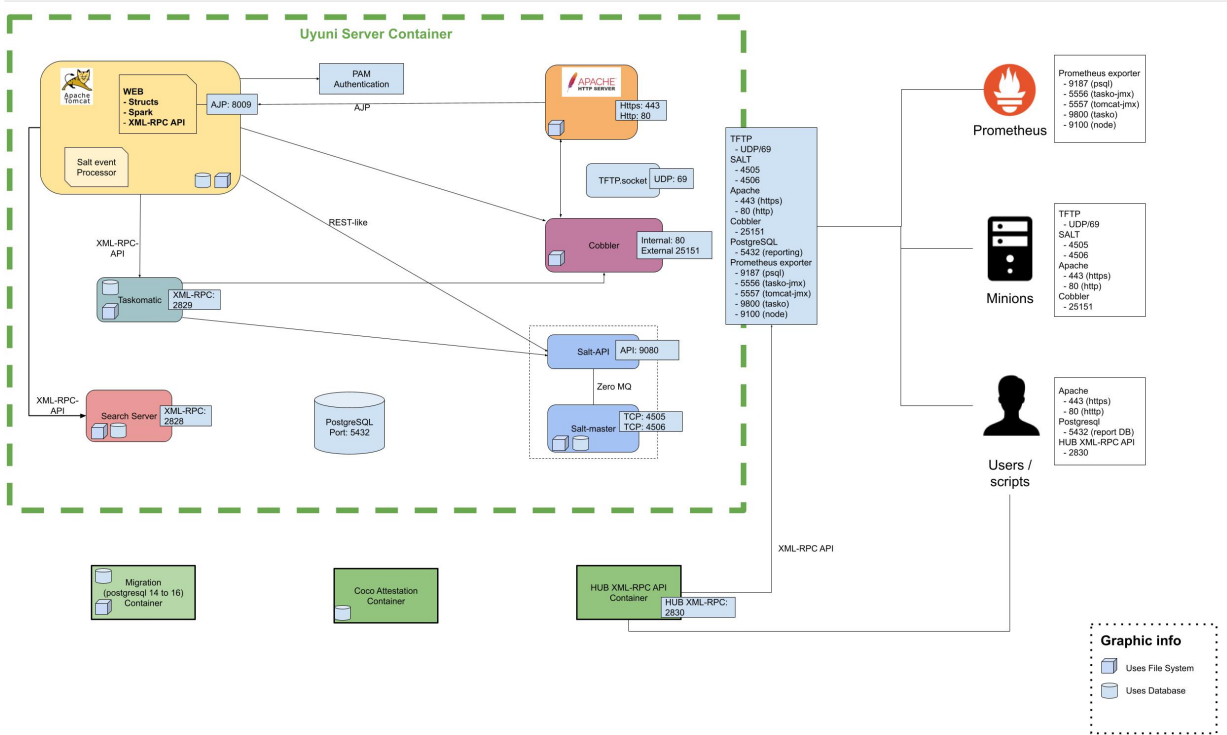 Uyuni Server Container
Apache
Tomcat
WEB
- Structs
- Spark
- XML-RPC API
AJP: 8009
Salt event
Processor
PAM
Authentication
AJP
APACHE
HTTP SERVER
Https: 443
Http: 80
TFTP.socket
UDP: 69
REST-like
Cobbler
Internal: 80
External 25151
XML-RPC-
API
Taskomatic
XML-RPC:
2829
Salt-API
API: 9080
Zero MQ
Salt-master
TCP: 4505
TCP: 4506
XML-RPC-
API
Search Server
XML-RPC:
2828
PostgreSQL
Port: 5432
TFTP
- UDP/69
SALT
- 4505
- 4506
Apache
- 443 (https)
- 80 (http)
Cobbler
- 25151
PostgreSQL
- 5432 (reporting)
Prometheus exporter
- 9187 (psql)
- 5556 (tasko-jmx)
- 5557 (tomcat-jmx)
- 9800 (tasko)
- 9100 (node)
Prometheus
Prometheus exporter
- 9187 (psql)
- 5556 (tasko-jmx)
- 5557 (tomcat-jmx)
- 9800 (tasko)
- 9100 (node)
Minions
TFTP
- UDP/69
SALT
- 4505
- 4506
Apache
- 443 (https)
- 80 (http)
Cobbler
- 25151
Users /
scripts
Apache
- 443 (https)
- 80 (htttp)
Postgresql
- 5432 (report DB)
HUB XML-RPC API
- 2830
XML-RPC API
Migration
(postgresql 14 to 16)
Container
Coco Attestation
Container
HUB XML-RPC API
Container
HUB XML-RPC:
2830
Graphic info
Uses File System
Uses Database